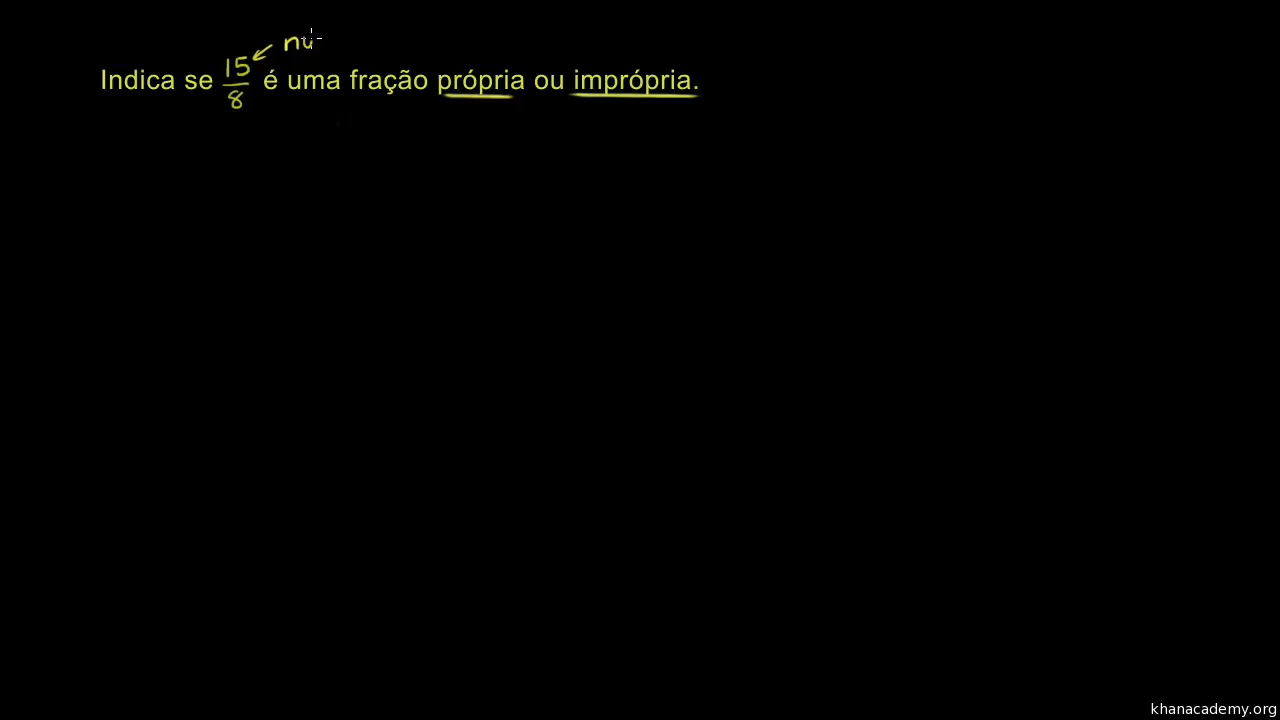 nu
Indica se 15/8 é uma fração própria ou imprópria.
khanacademy.org